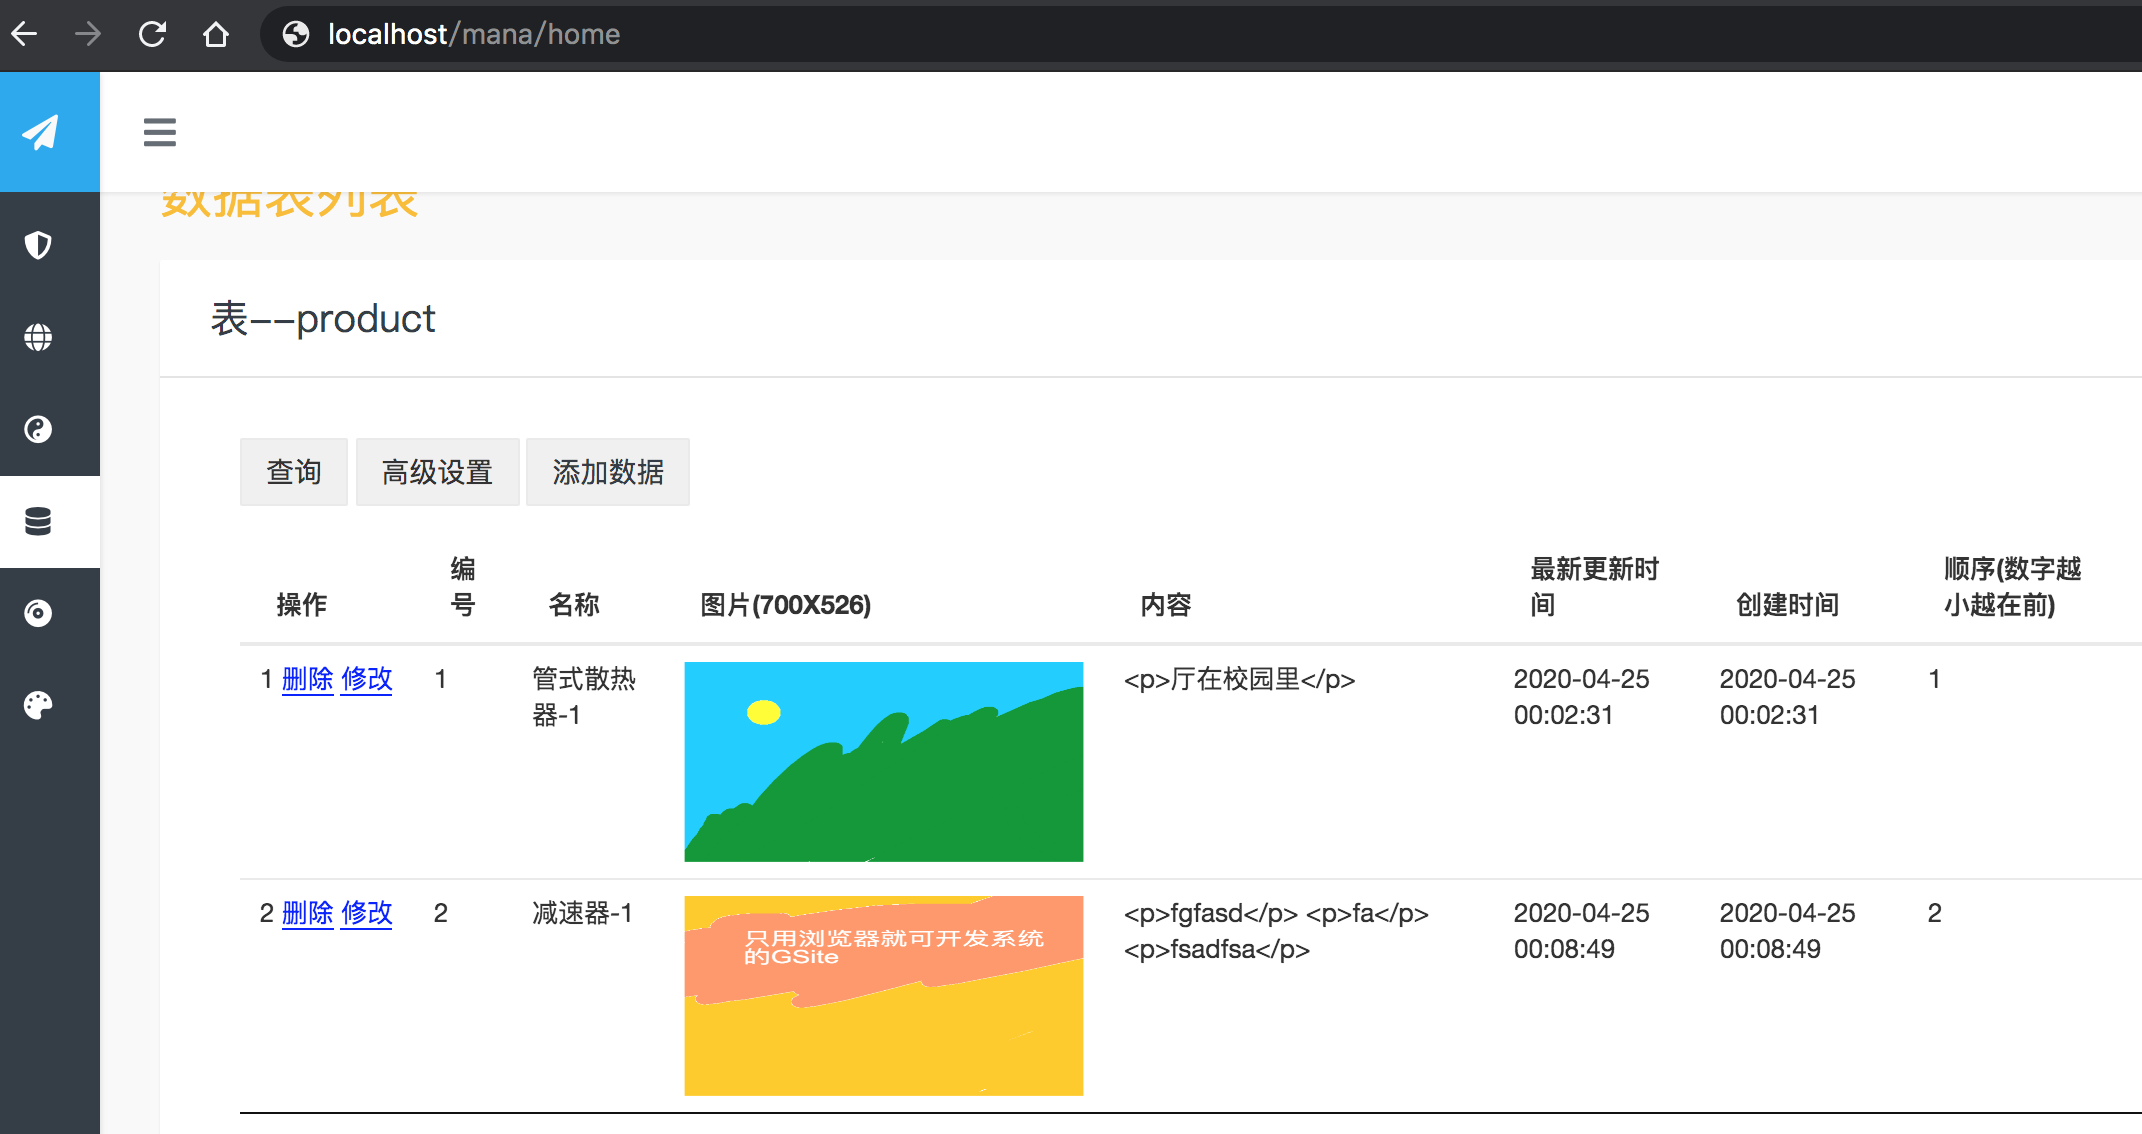 localhost/mana/home
数据表列表
表--product
查询 高级设置 添加数据
操作 编号 名称 图片(700X526) 内容 最新更新时间 创建时间 顺序(数字越小越在前)
1 删除 修改 1 管式散热器-1 <p>厅在校园里</p> 2020-04-25 00:02:31 2020-04-25 00:02:31 1
2 删除 修改 2 减速器-1 <p>fgfasd</p> <p>fa</p> <p>fsadfsa</p> 2020-04-25 00:08:49 2020-04-25 00:08:49 2
只用浏览器就可开发系统
的GSite